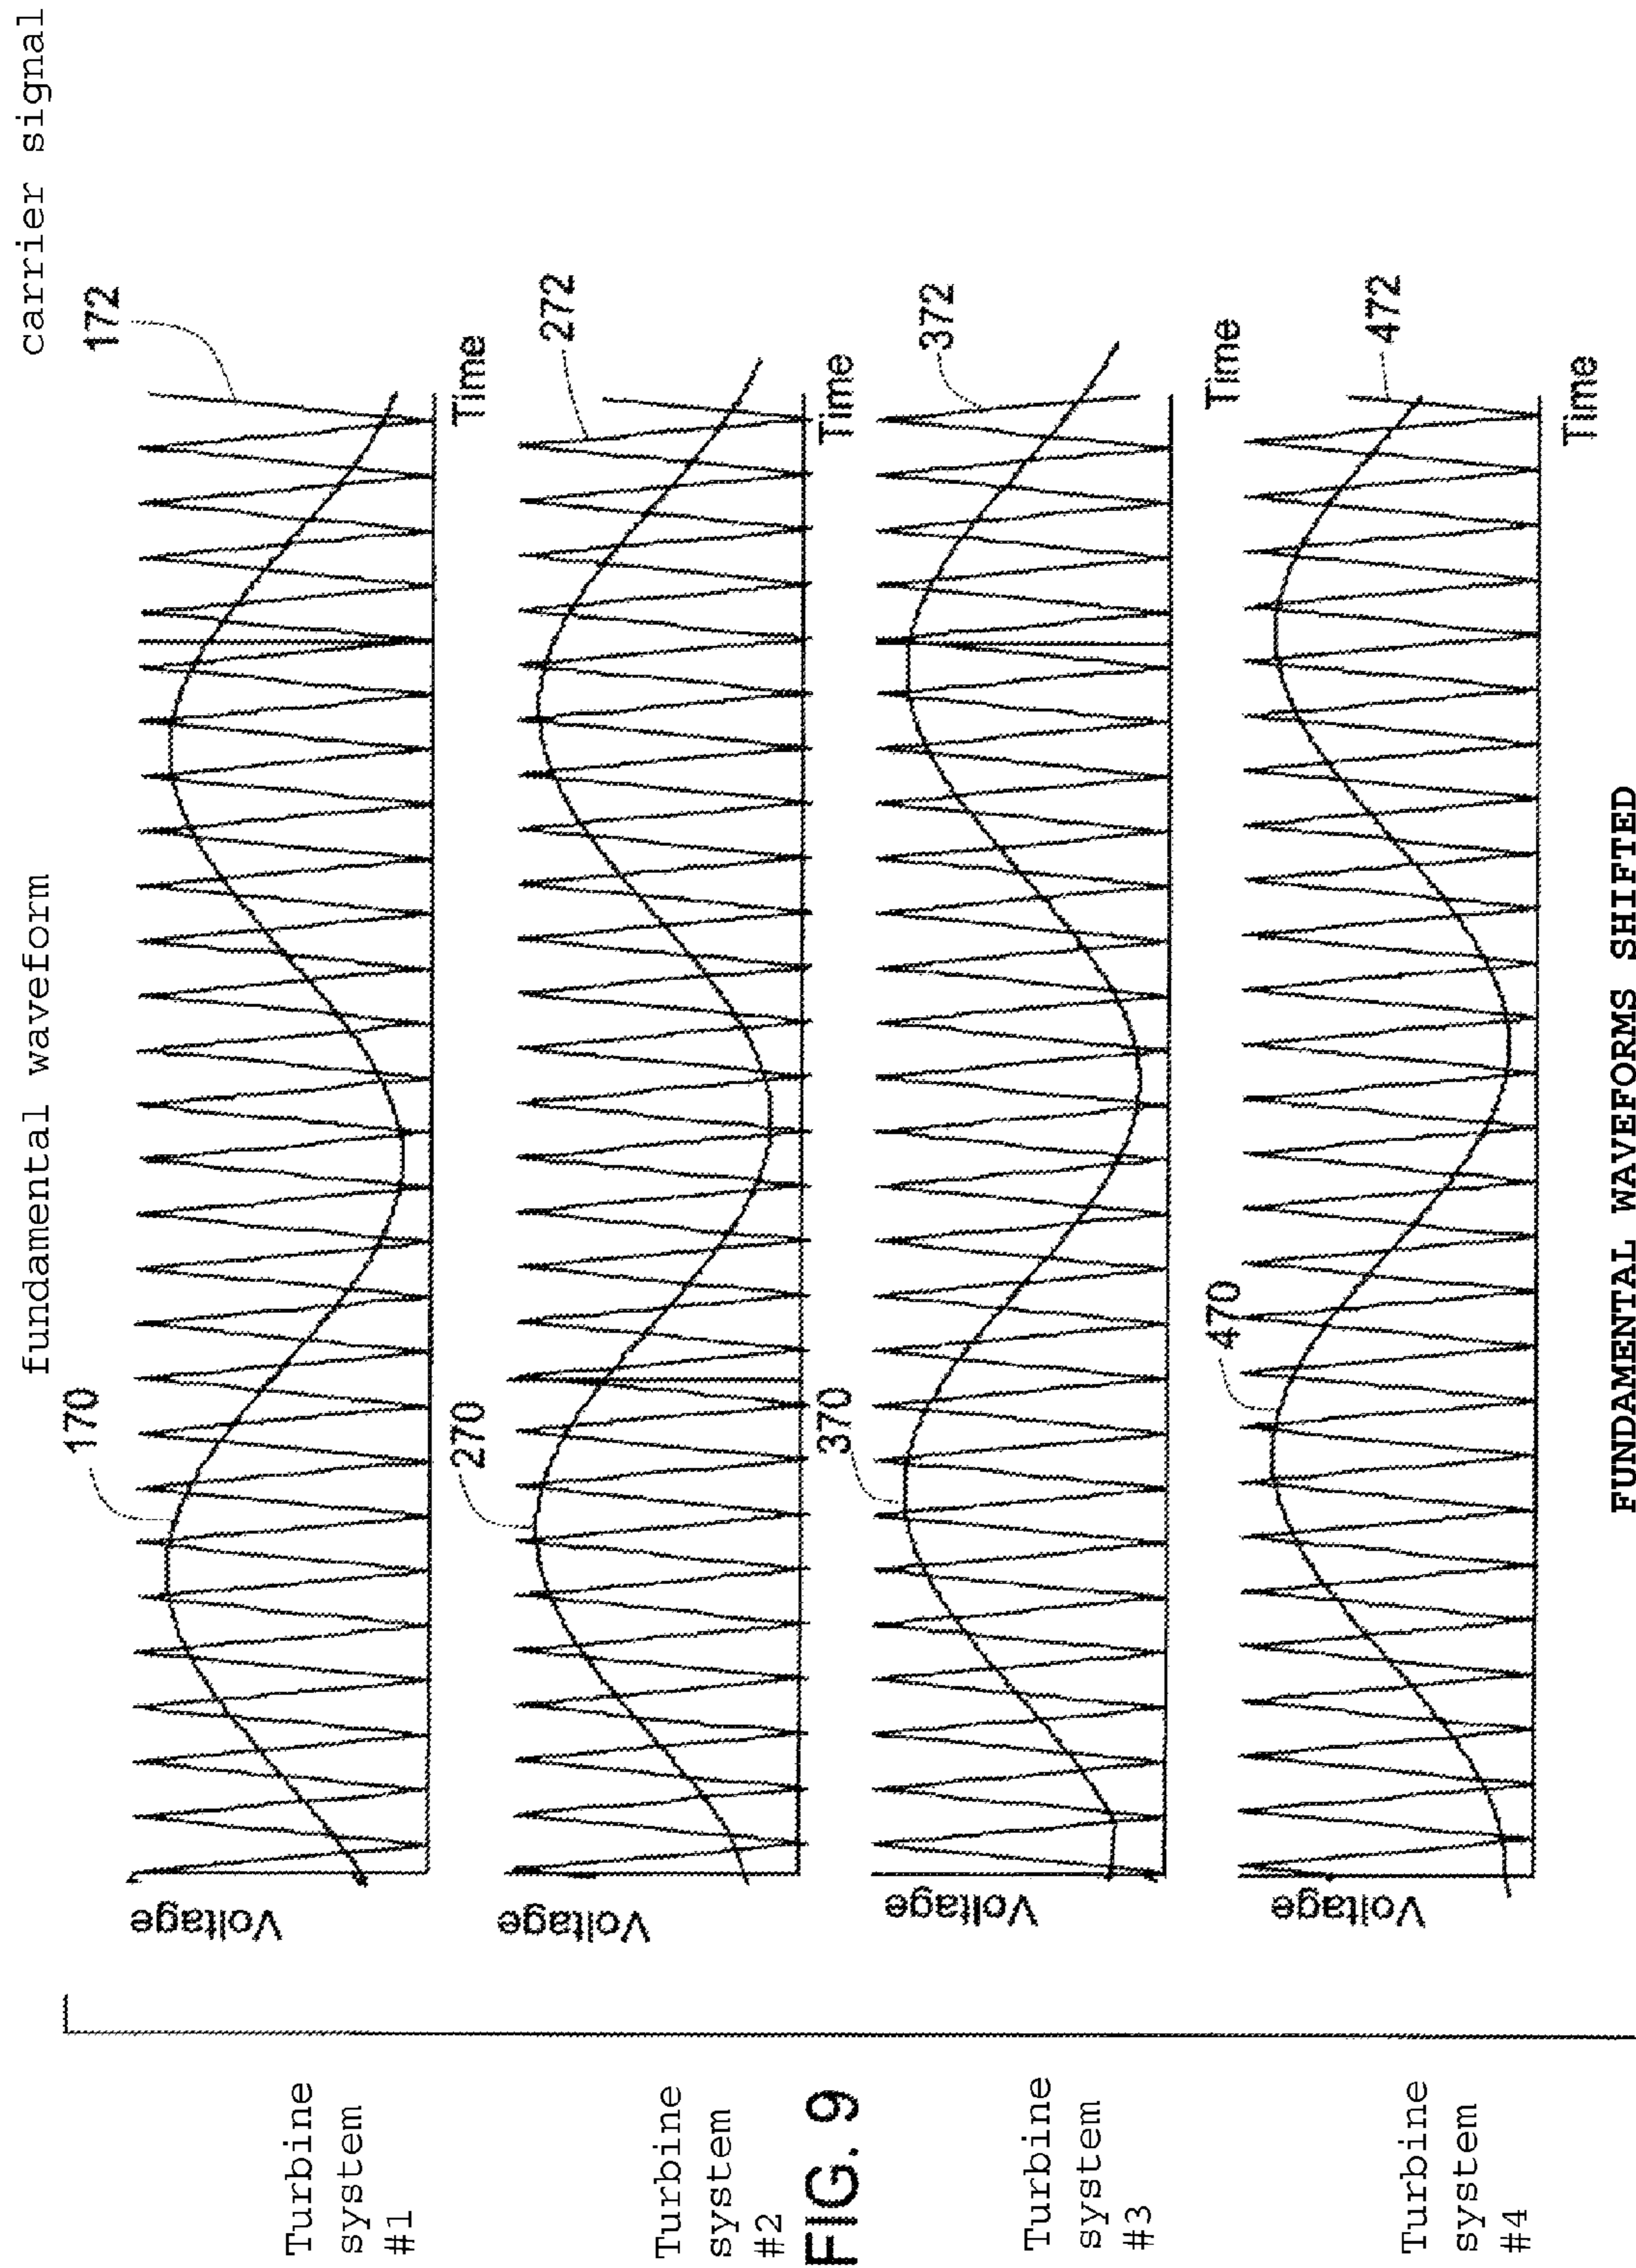 fundamental waveform
carrier signal
170
172
Turbine
system
#1
Voltage
Time
270
272
Turbine
system
#2
Voltage
Time
FIG. 9
370
372
Turbine
system
#3
Voltage
Time
470
472
Turbine
system
#4
Voltage
Time
FUNDAMENTAL WAVEFORMS SHIFTED